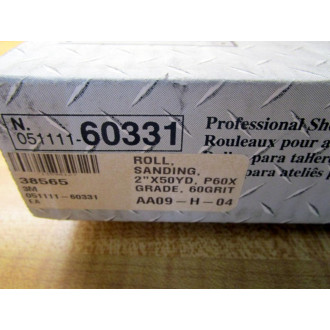 N.
051111-60331
Professional Sh
Rouleaux pour a
para taller
para ateliês p
38565
3M
051111-60331
EA
ROLL,
SANDING,
2"X50YD, P60X
GRADE, 60GRIT
AA09-H-04